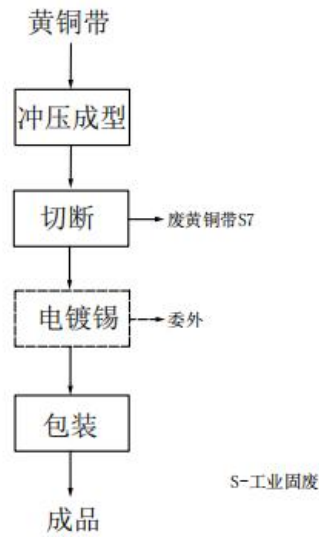 黄铜带
冲压成型
切断
废黄铜带S7
电镀锡
委外
包装
S-工业固废
成品